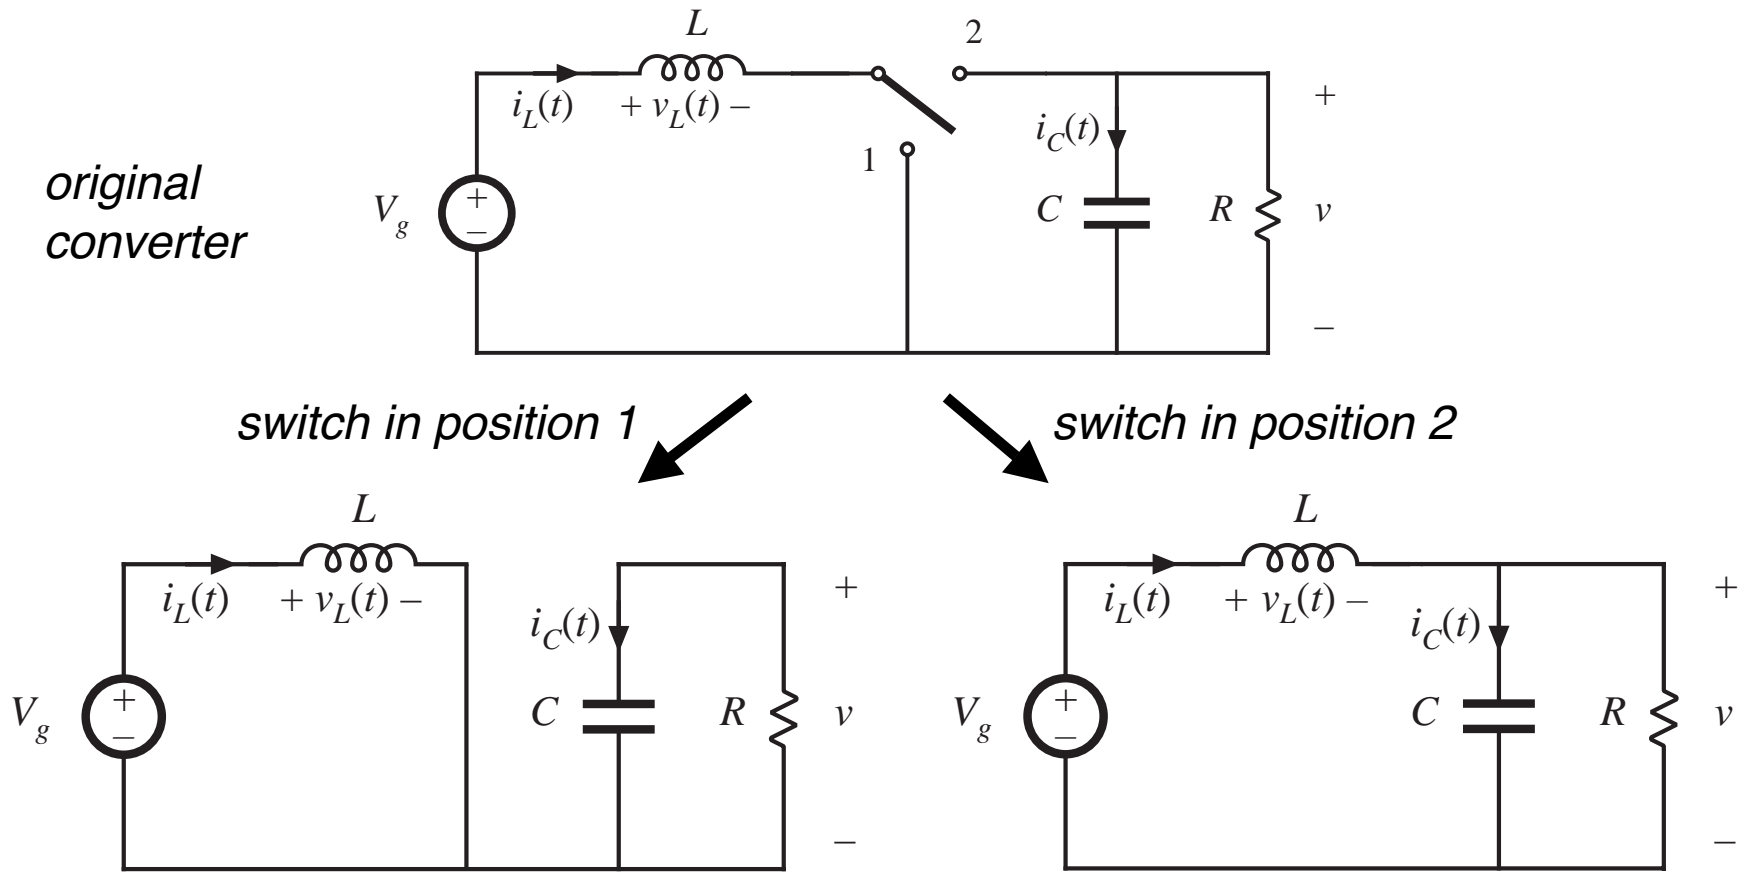 L
2
i_L(t)
+ v_L(t) –
i_C(t)
+
1
original
converter
V_g
+
–
C
R
v
–
switch in position 1
switch in position 2
L
i_L(t)
+ v_L(t) –
i_C(t)
+
V_g
+
–
C
R
v
–
L
i_L(t)
+ v_L(t) –
i_C(t)
+
V_g
+
–
C
R
v
–